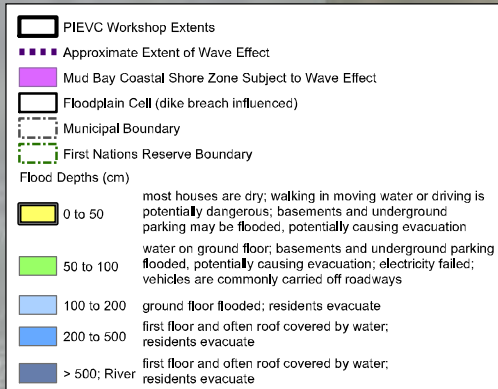 PIEVC Workshop Extents
Approximate Extent of Wave Effect
Mud Bay Coastal Shore Zone Subject to Wave Effect
Floodplain Cell (dike breach influenced)
Municipal Boundary
First Nations Reserve Boundary
Flood Depths (cm)
0 to 50 most houses are dry; walking in moving water or driving is
potentially dangerous; basements and underground
parking may be flooded, potentially causing evacuation
50 to 100 water on ground floor; basements and underground parking
flooded, potentially causing evacuation; electricity failed;
vehicles are commonly carried off roadways
100 to 200 ground floor flooded; residents evacuate
200 to 500 first floor and often roof covered by water;
residents evacuate
> 500; River first floor and often roof covered by water;
residents evacuate